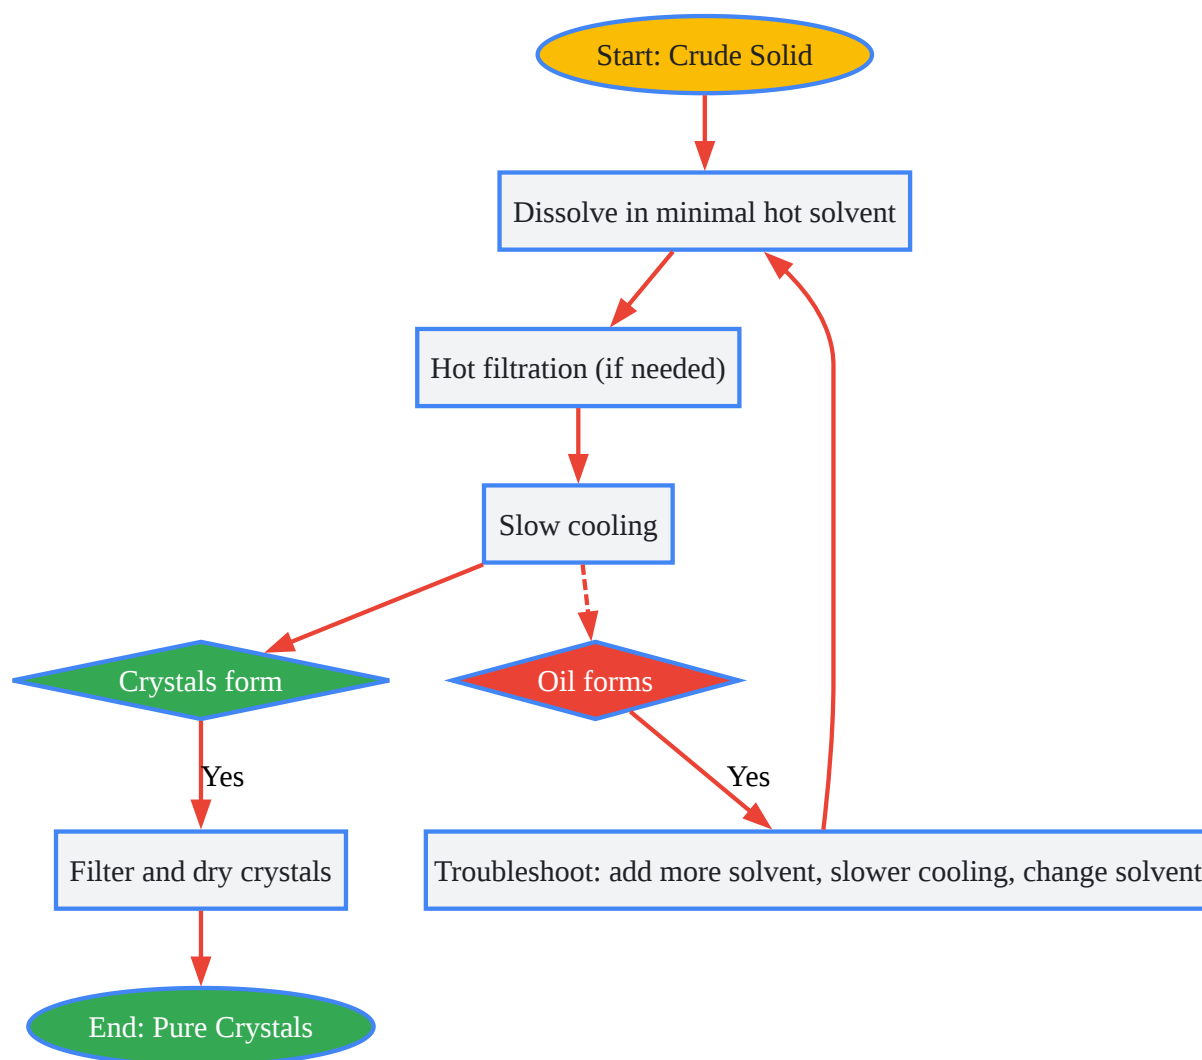 Start: Crude Solid
Dissolve in minimal hot solvent
Hot filtration (if needed)
Slow cooling
Crystals form
Oil forms
Yes
Yes
Filter and dry crystals
Troubleshoot: add more solvent, slower cooling, change solvent
End: Pure Crystals